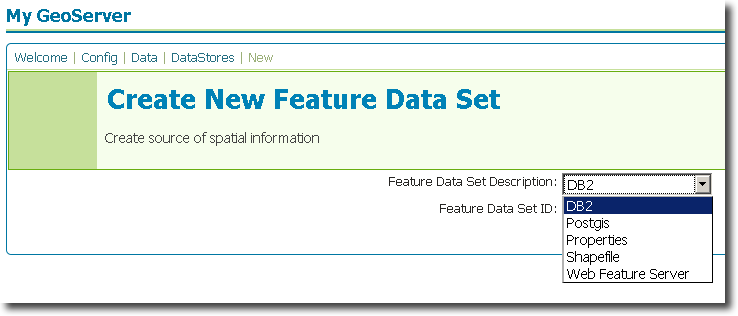 My GeoServer
Welcome | Config | Data | DataStores | New
Create New Feature Data Set
Create source of spatial information
Feature Data Set Description: DB2
Feature Data Set ID:
DB2
Postgis
Properties
Shapefile
Web Feature Server